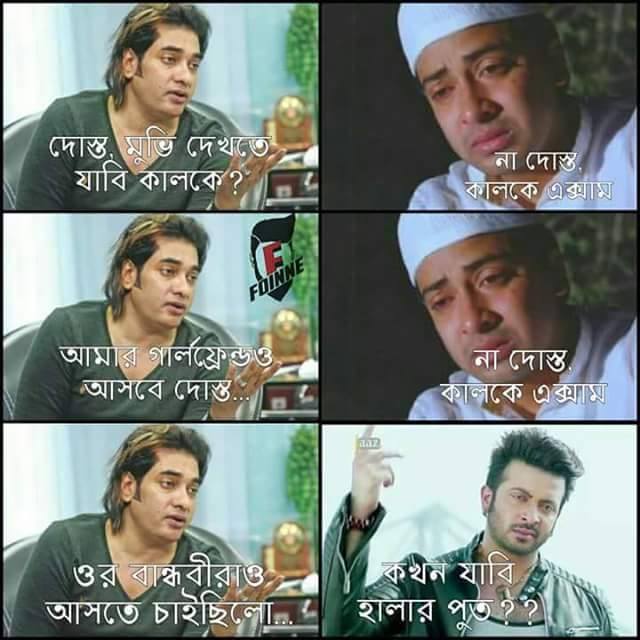 দোস্ত, মুভি দেখতে
যাবি কালকে?
না দোস্ত,
কালকে এক্সাম
F
FOINNE
আমার গার্লফ্রেন্ডও
আসবে দোস্ত...
না দোস্ত,
কালকে এক্সাম
ওর বান্ধবীরাও
আসতে চাইছিলো...
aaz
কখন যাবি
হালার পুত??